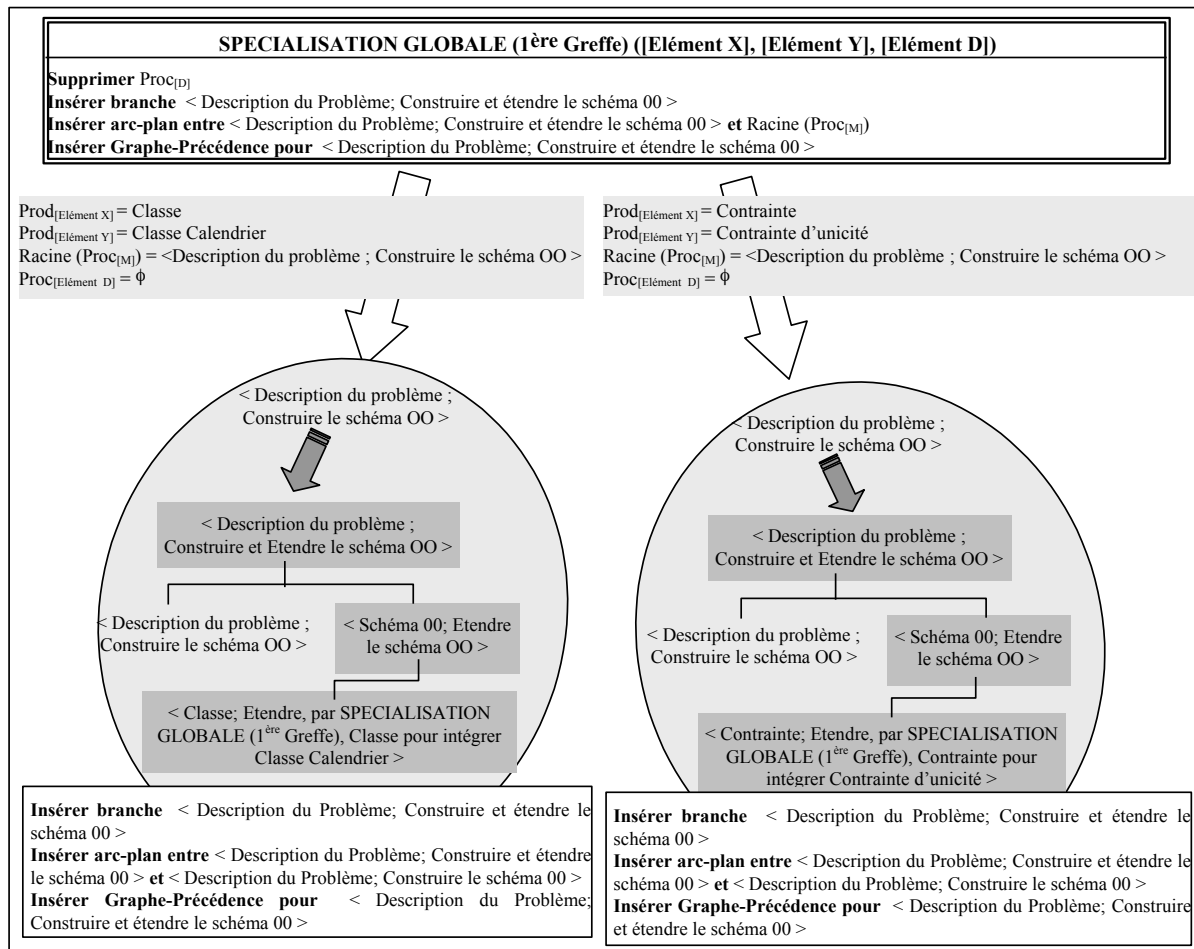 SPECIALISATION GLOBALE (1ère Greffe) ([Elément X], [Elément Y], [Elément D])
Supprimer Proc[D]
Insérer branche < Description du Problème; Construire et étendre le schéma 00 >
Insérer arc-plan entre < Description du Problème; Construire et étendre le schéma 00 > et Racine (Proc[M])
Insérer Graphe-Précédence pour < Description du Problème; Construire et étendre le schéma 00 >
Prod[Elément X] = Classe
Prod[Elément Y] = Classe Calendrier
Racine (Proc[M]) = <Description du problème ; Construire le schéma OO >
Proc[Elément D] = ϕ
Prod[Elément X] = Contrainte
Prod[Elément Y] = Contrainte d'unicité
Racine (Proc[M]) = <Description du problème ; Construire le schéma OO >
Proc[Elément D] = ϕ
< Description du problème ;
Construire le schéma OO >
< Description du problème ;
Construire et Etendre le schéma OO >
< Description du problème ;
Construire le schéma OO >
< Schéma 00; Etendre
le schéma OO >
< Classe; Etendre, par SPECIALISATION
GLOBALE (1ère Greffe), Classe pour intégrer
Classe Calendrier >
Insérer branche < Description du Problème; Construire et étendre le
schéma 00 >
Insérer arc-plan entre < Description du Problème; Construire et étendre
le schéma 00 > et < Description du Problème; Construire le schéma 00 >
Insérer Graphe-Précédence pour < Description du Problème;
Construire et étendre le schéma 00 >
< Description du problème ;
Construire le schéma OO >
< Description du problème ;
Construire et Etendre le schéma OO >
< Description du problème ;
Construire le schéma OO >
< Schéma 00; Etendre
le schéma OO >
< Contrainte; Etendre, par SPECIALISATION
GLOBALE (1ère Greffe), Contrainte pour
intégrer Contrainte d'unicité >
Insérer branche < Description du Problème; Construire et étendre le
schéma 00 >
Insérer arc-plan entre < Description du Problème; Construire et étendre le
schéma 00 > et < Description du Problème; Construire le schéma 00 >
Insérer Graphe-Précédence pour < Description du Problème; Construire
et étendre le schéma 00 >